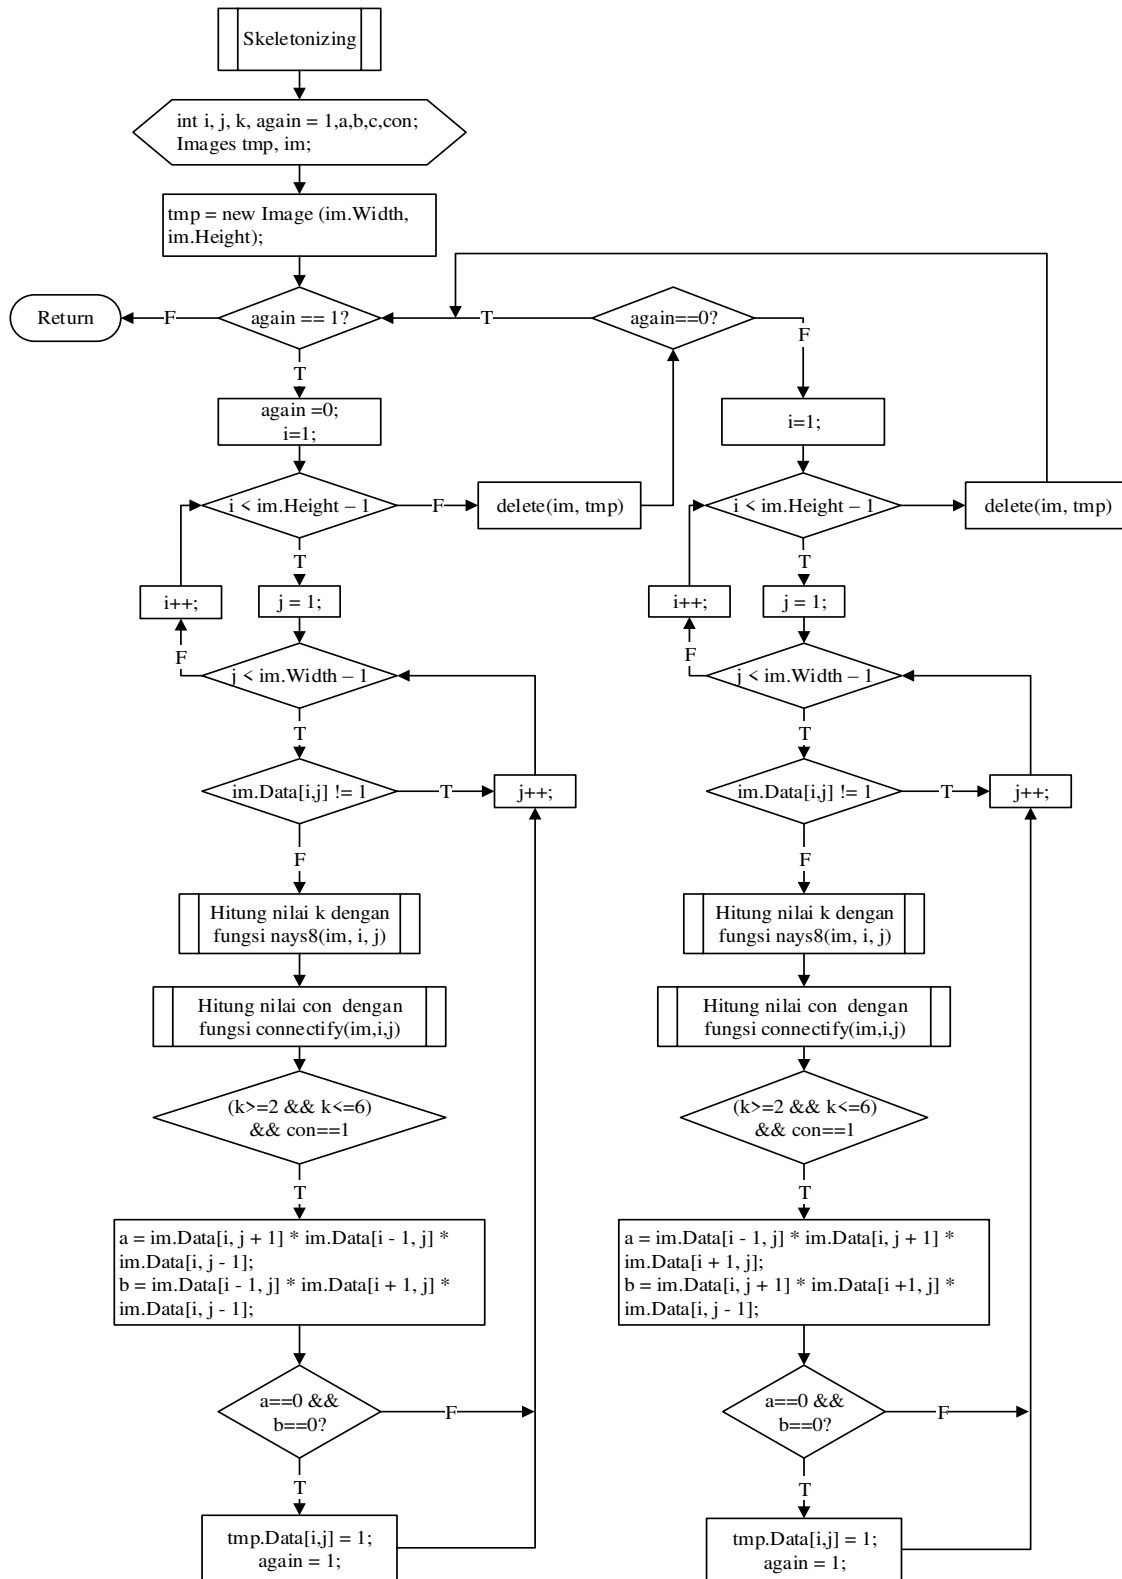 Skeletonizing
int i, j, k, again = 1,a,b,c,con;
Images tmp, im;
tmp = new Image (im.Width,
im.Height);
Return
F
again == 1?
T
again==0?
F
T
again =0;
i=1;
i=1;
i < im.Height – 1
F
delete(im, tmp)
i < im.Height – 1
delete(im, tmp)
T
T
i++;
j = 1;
i++;
j = 1;
F
j < im.Width – 1
F
j < im.Width – 1
T
T
im.Data[i,j] != 1
T
j++;
im.Data[i,j] != 1
T
j++;
F
F
Hitung nilai k dengan
fungsi nays8(im, i, j)
Hitung nilai k dengan
fungsi nays8(im, i, j)
Hitung nilai con dengan
fungsi connectify(im,i,j)
Hitung nilai con dengan
fungsi connectify(im,i,j)
(k>=2 && k<=6)
&& con==1
(k>=2 && k<=6)
&& con==1
T
T
a = im.Data[i, j + 1] * im.Data[i - 1, j] *
im.Data[i, j - 1];
b = im.Data[i - 1, j] * im.Data[i + 1, j] *
im.Data[i, j - 1];
a = im.Data[i - 1, j] * im.Data[i, j + 1] *
im.Data[i + 1, j];
b = im.Data[i, j + 1] * im.Data[i +1, j] *
im.Data[i, j - 1];
a==0 &&
b==0?
F
a==0 &&
b==0?
F
T
T
tmp.Data[i,j] = 1;
again = 1;
tmp.Data[i,j] = 1;
again = 1;